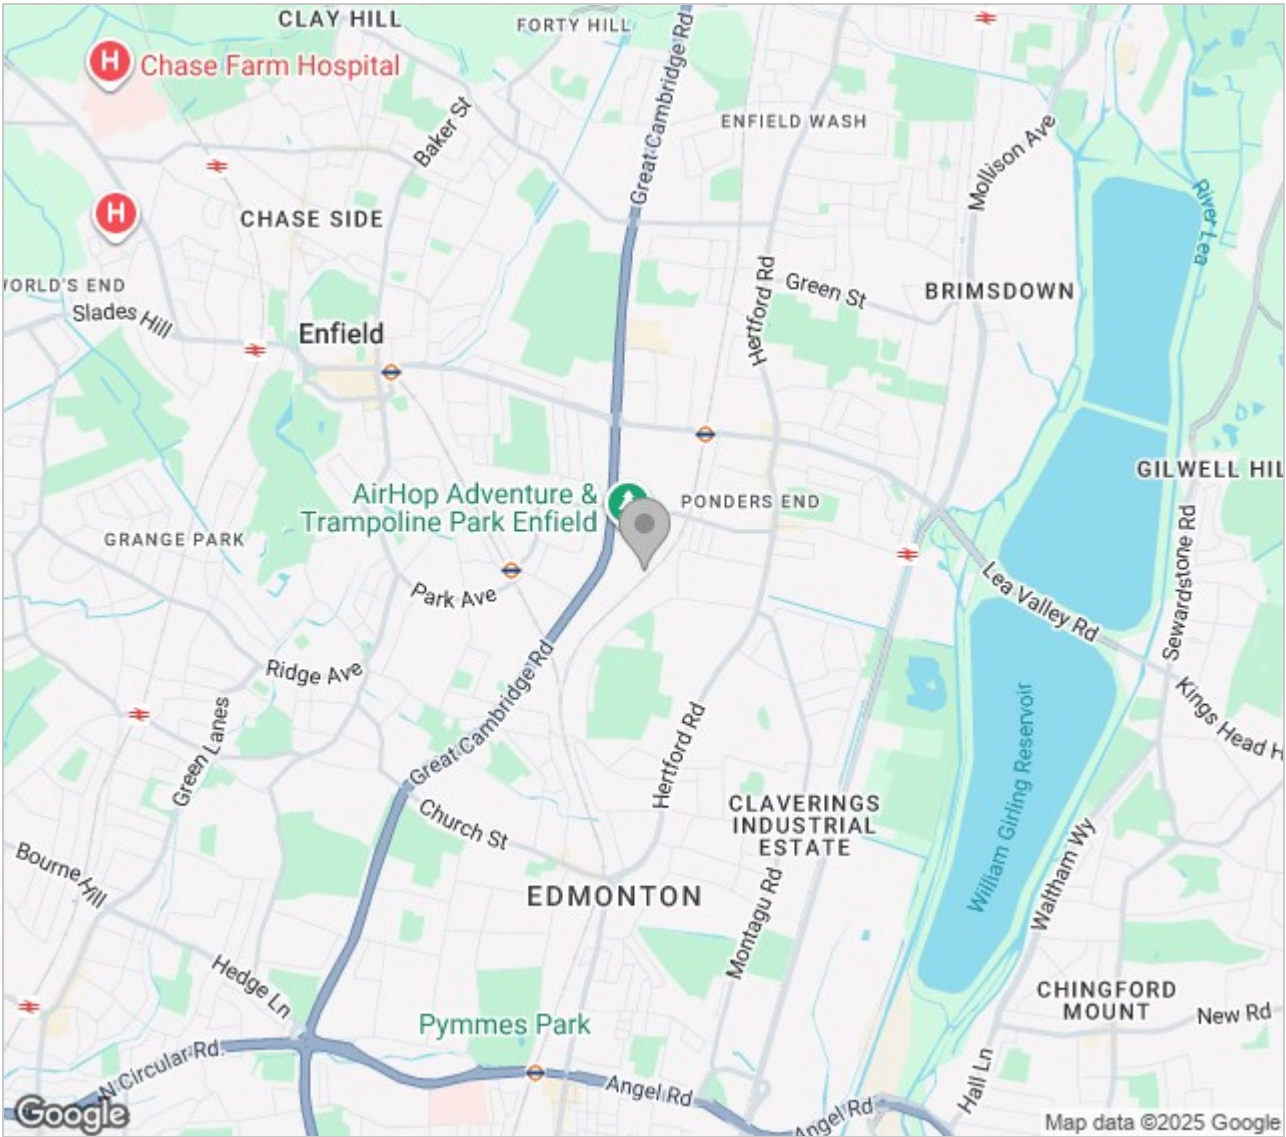 CLAY HILL
FORTY HILL
Great Cambridge Rd
Chase Farm Hospital
Baker St
ENFIELD WASH
Mollison Ave
River Lea
CHASE SIDE
WORLD'S END
Slades Hill
Enfield
Hertford Rd
Green St
BRIMSDOWN
GILWELL HIL
AirHop Adventure &
Trampoline Park Enfield
PONDERS END
GRANGE PARK
Park Ave
Lea Valley Rd
Sewardstone Rd
Ridge Ave
Green Lanes
Great Cambridge Rd
Hertford Rd
William Girling Reservoir
Kings Head H
Church St
CLAVERINGS
INDUSTRIAL
ESTATE
Bourne Hill
EDMONTON
Montagu Rd
Waltham Wy
Hedge Ln
Pymmes Park
CHINGFORD
MOUNT
New Rd
N Circular Rd
Angel Rd
Angel Rd
Hall Ln
Google
Map data ©2025 Google
H
H